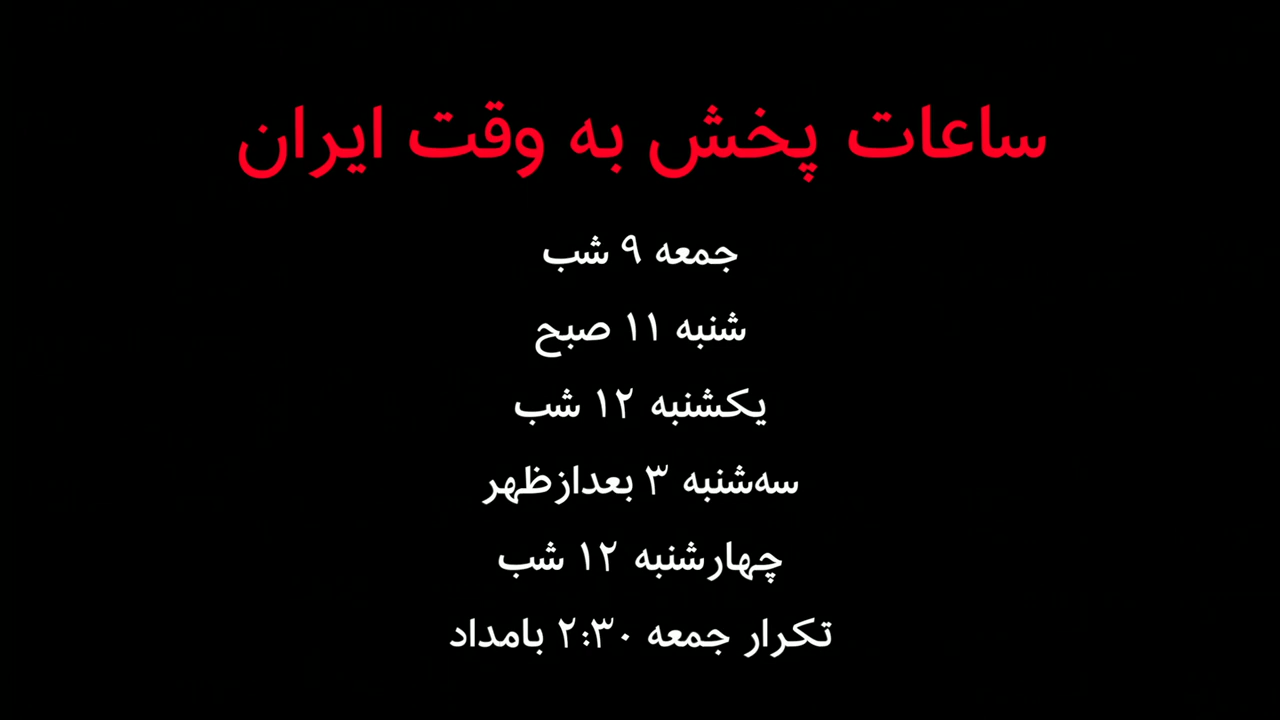 ساعات پخش به وقت ایران
جمعه ۹ شب
شنبه ۱۱ صبح
یکشنبه ۱۲ شب
سه‌شنبه ۳ بعدازظهر
چهارشنبه ۱۲ شب
تکرار جمعه ۲:۳۰ بامداد